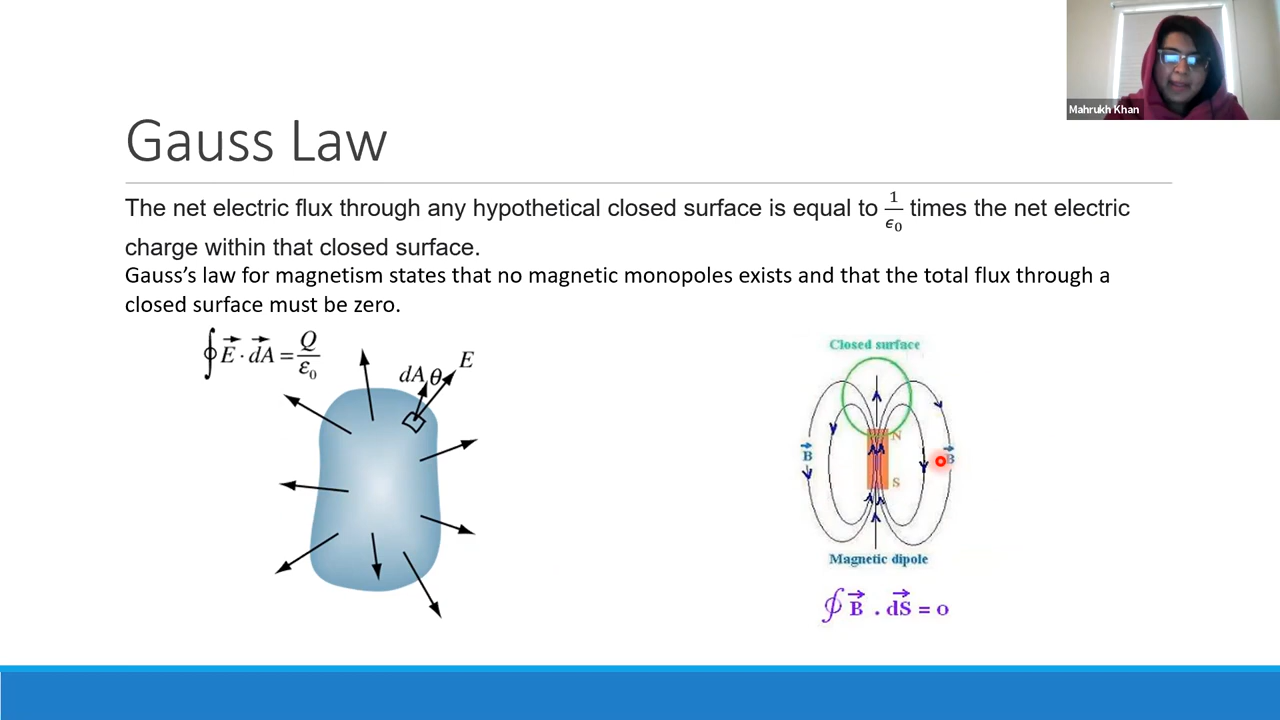 Mahrukh Khan
Gauss Law
The net electric flux through any hypothetical closed surface is equal to 1/ϵ₀ times the net electric
charge within that closed surface.
Gauss’s law for magnetism states that no magnetic monopoles exists and that the total flux through a
closed surface must be zero.
∮E⃗ · dA⃗ = Q/ε₀
dA θ E
Closed surface
N
B⃗ B⃗
S
Magnetic dipole
∮ B⃗ . dS⃗ = 0